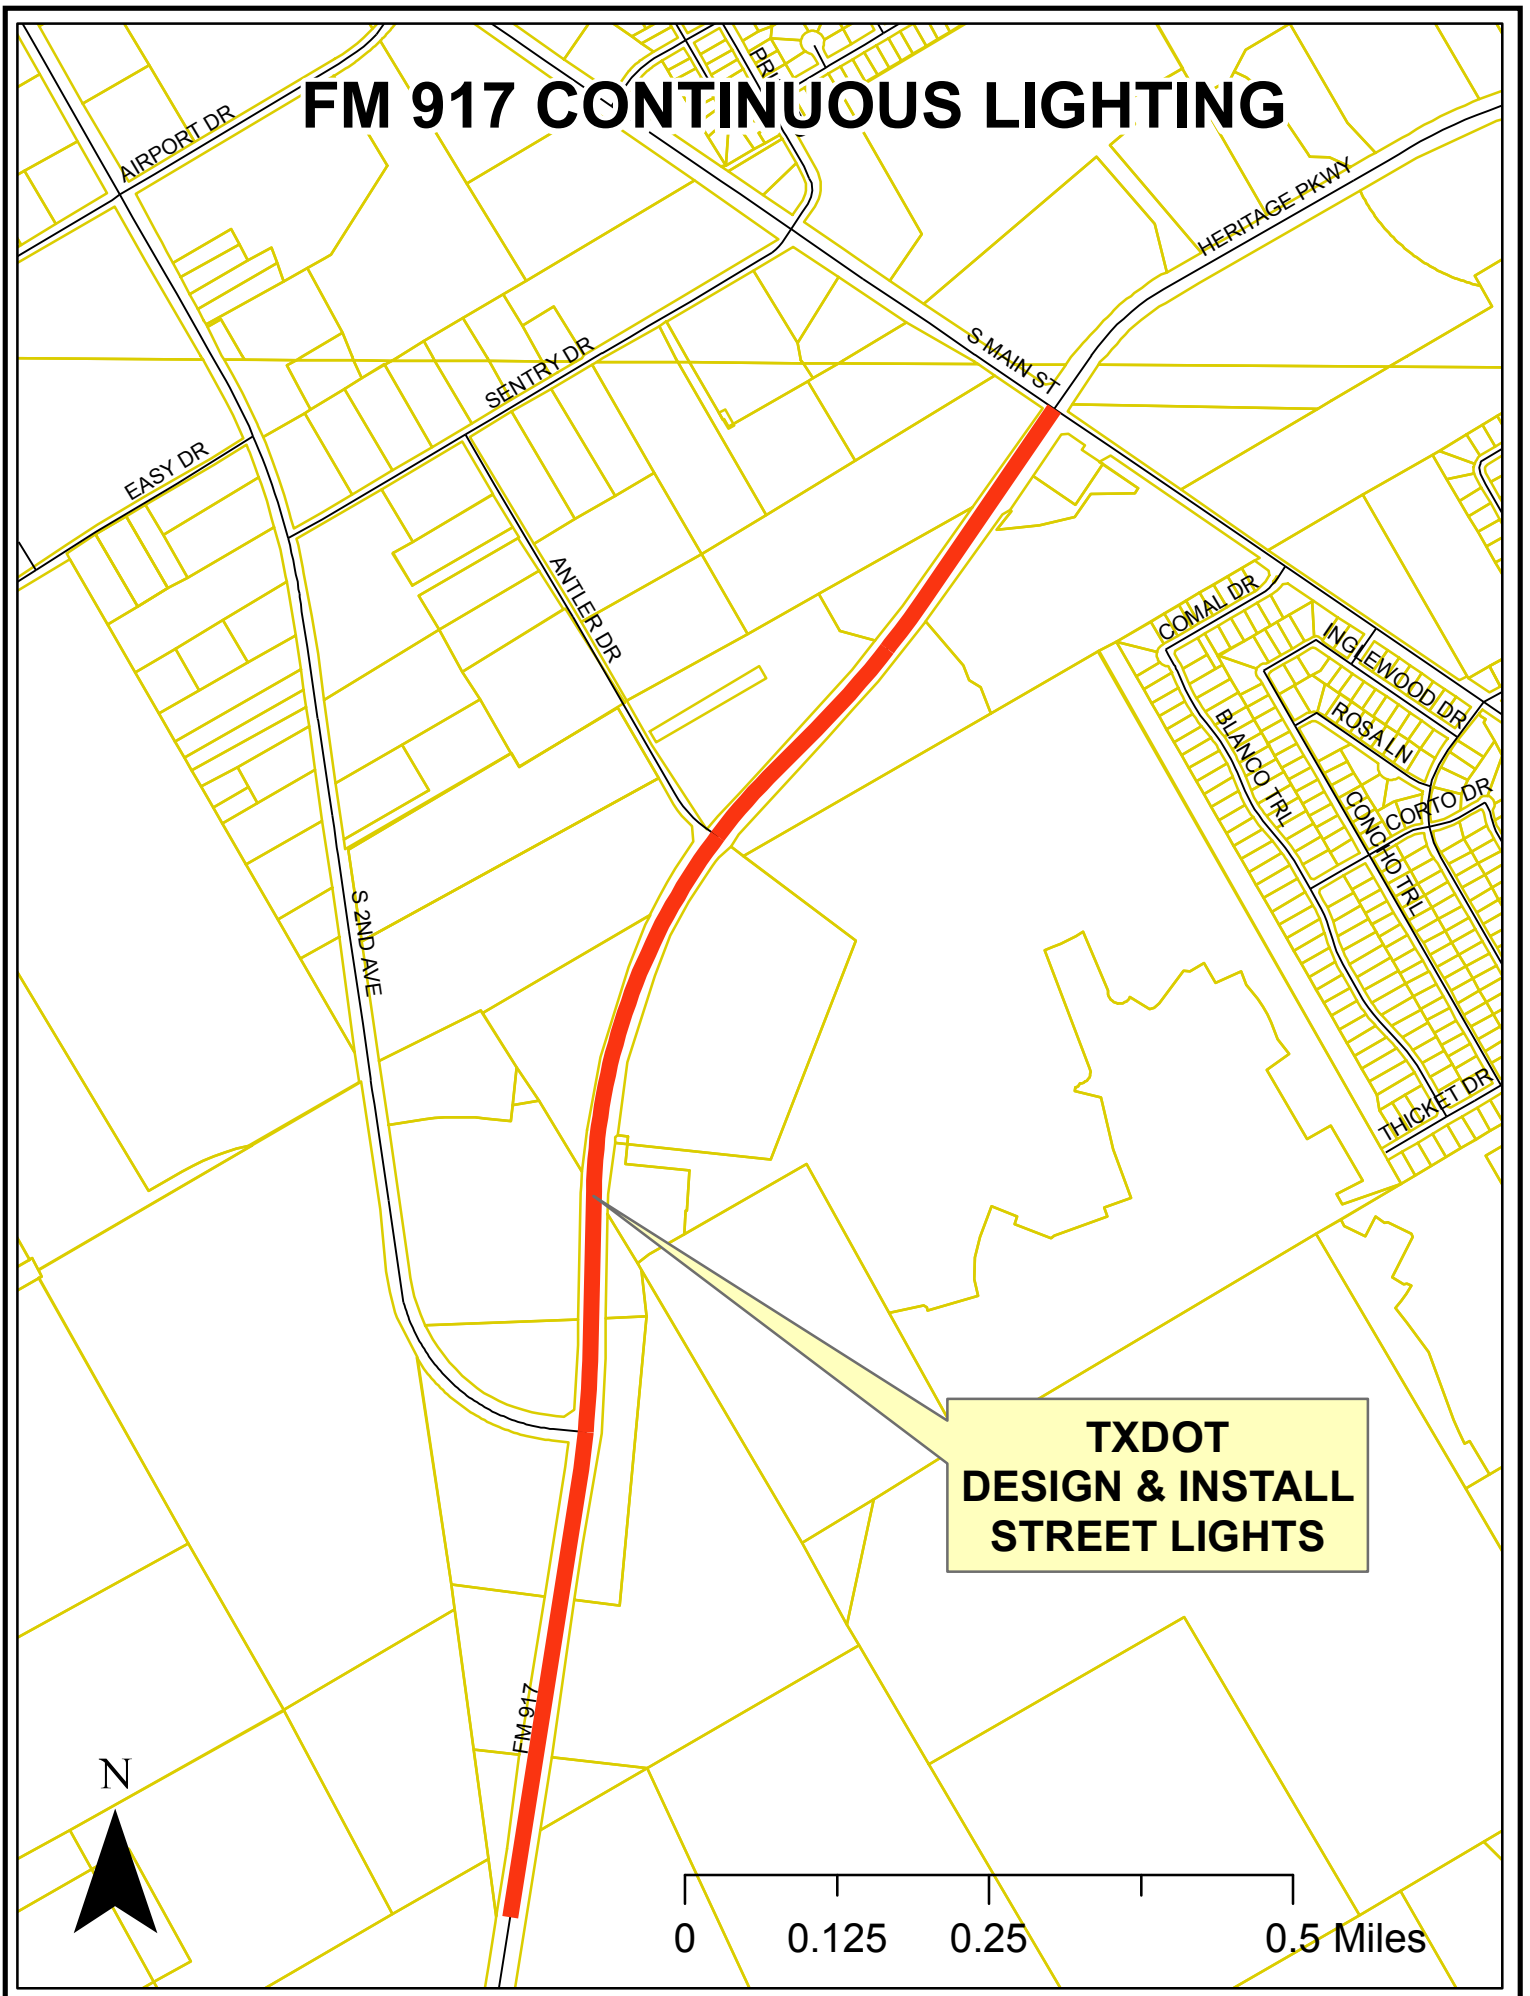 FM 917 CONTINUOUS LIGHTING
AIRPORT DR
HERITAGE PKWY
S MAIN ST
SENTRY DR
EASY DR
ANTLER DR
COMAL DR
INGLEWOOD DR
ROSA LN
BLANCO TRL
CONCHO TRL
CORTO DR
S 2ND AVE
THICKET DR
TXDOT
DESIGN & INSTALL
STREET LIGHTS
FM 917
N
0 0.125 0.25 0.5 Miles